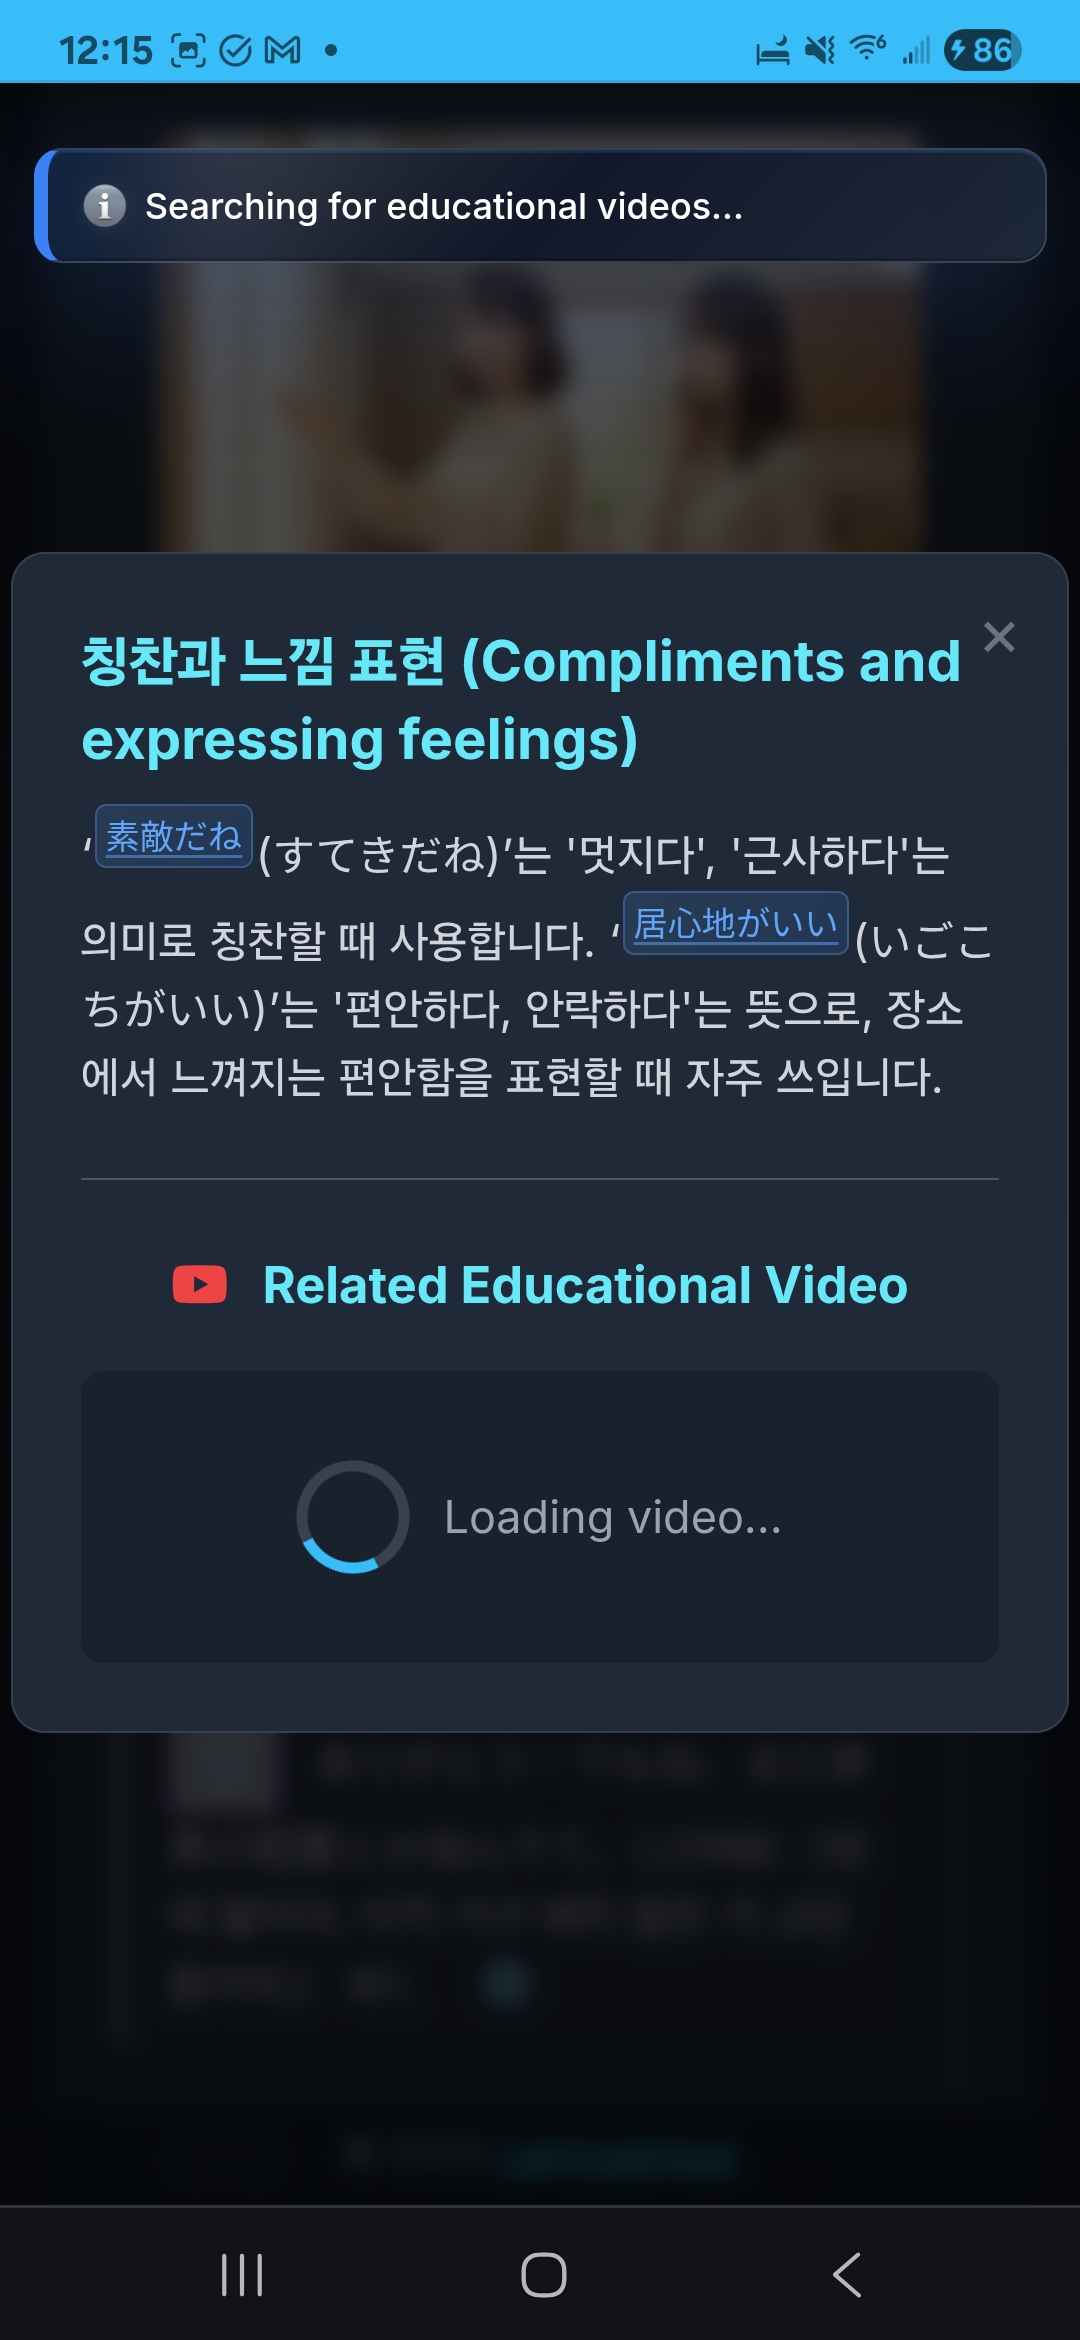 12:15
86
Searching for educational videos...
칭찬과 느낌 표현 (Compliments and
expressing feelings)
‘素敵だね(すてきだね)’는 '멋지다', '근사하다'는
의미로 칭찬할 때 사용합니다. ‘居心地がいい(いごこ
ちがいい)’는 '편안하다, 안락하다'는 뜻으로, 장소
에서 느껴지는 편안함을 표현할 때 자주 쓰입니다.
Related Educational Video
Loading video...